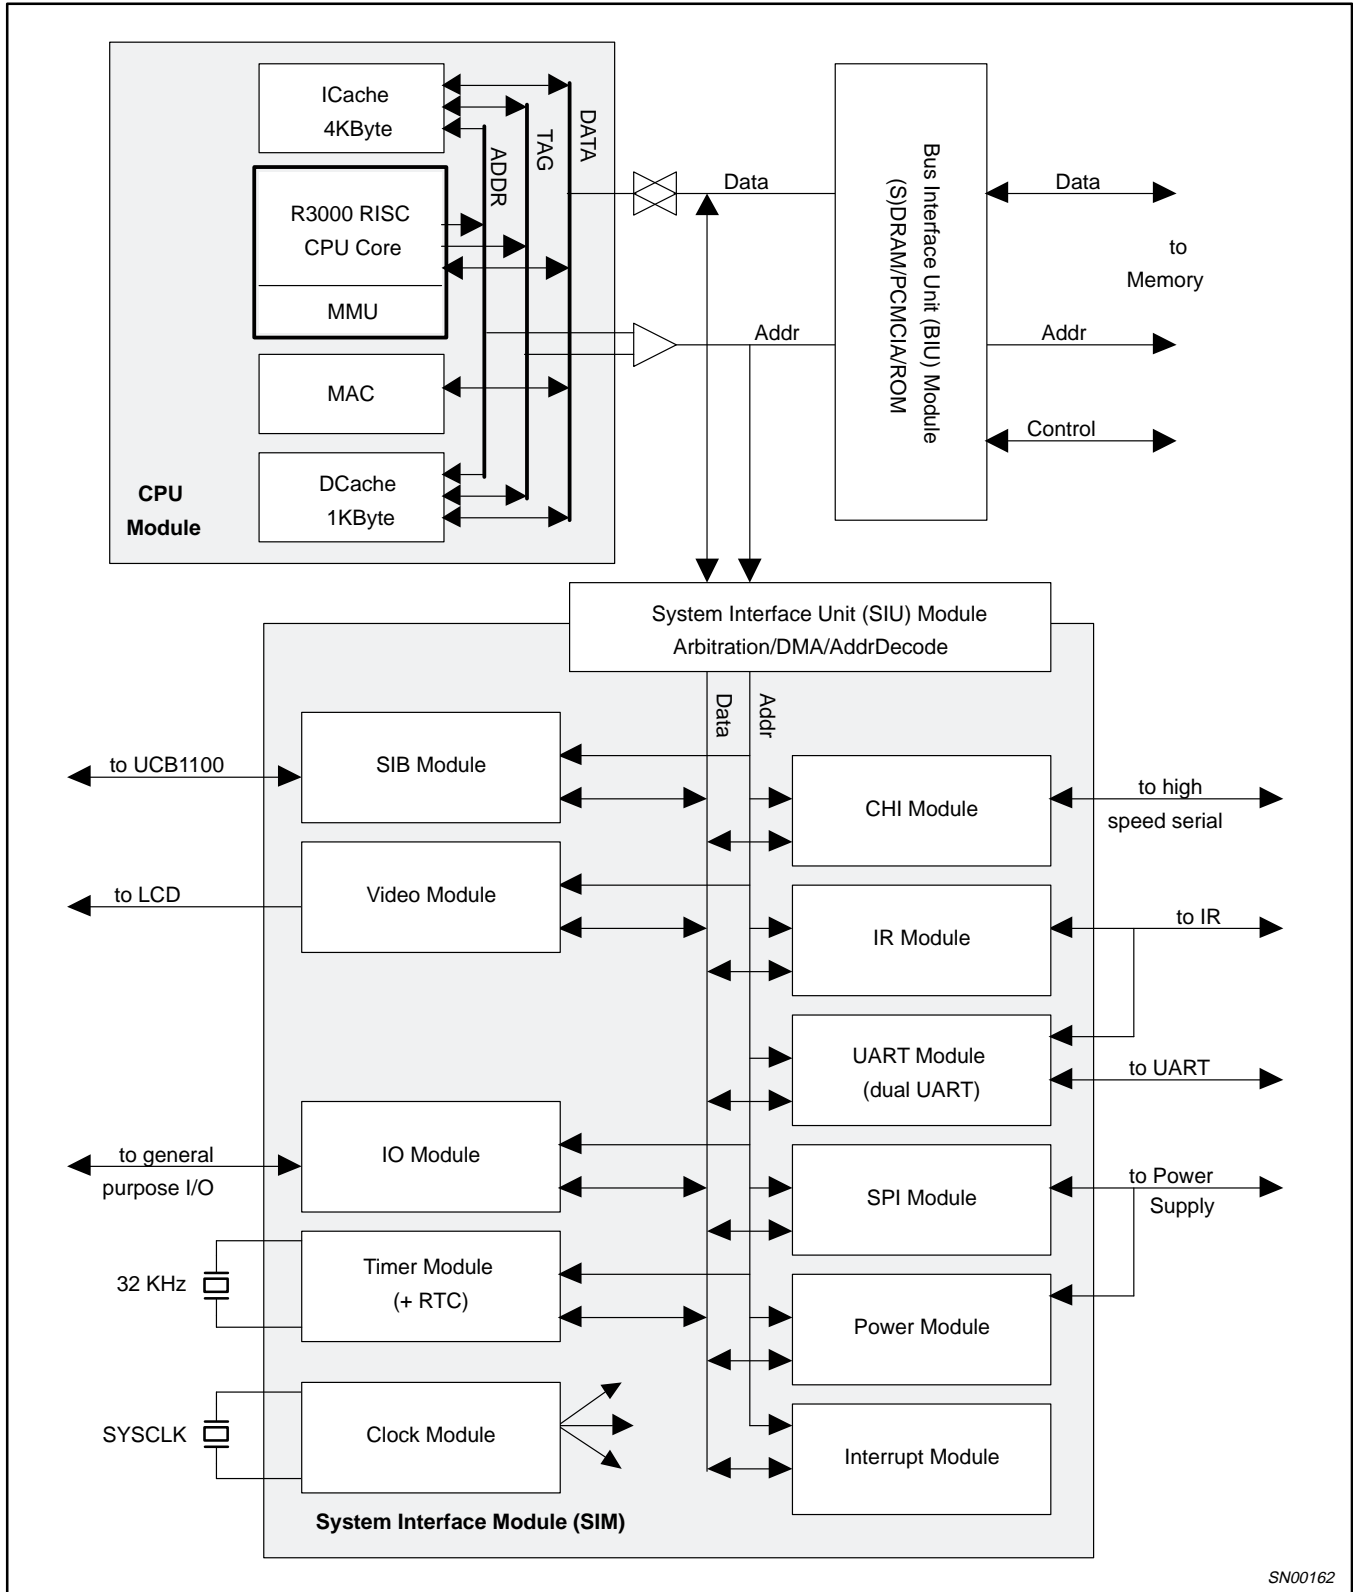 ICache
4KByte
R3000 RISC
CPU Core
MMU
MAC
DCache
1KByte
CPU
Module
ADDR
TAG
DATA
Data
Addr
Bus Interface Unit (BIU) Module
(S)DRAM/PCMCIA/ROM
Data
to
Memory
Addr
Control
System Interface Unit (SIU) Module
Arbitration/DMA/AddrDecode
Data
Addr
to UCB1100
SIB Module
CHI Module
to high
speed serial
to LCD
Video Module
IR Module
to IR
UART Module
(dual UART)
to UART
to general
purpose I/O
IO Module
SPI Module
to Power
Supply
32 KHz
Timer Module
(+ RTC)
Power Module
SYSCLK
Clock Module
Interrupt Module
System Interface Module (SIM)
SN00162